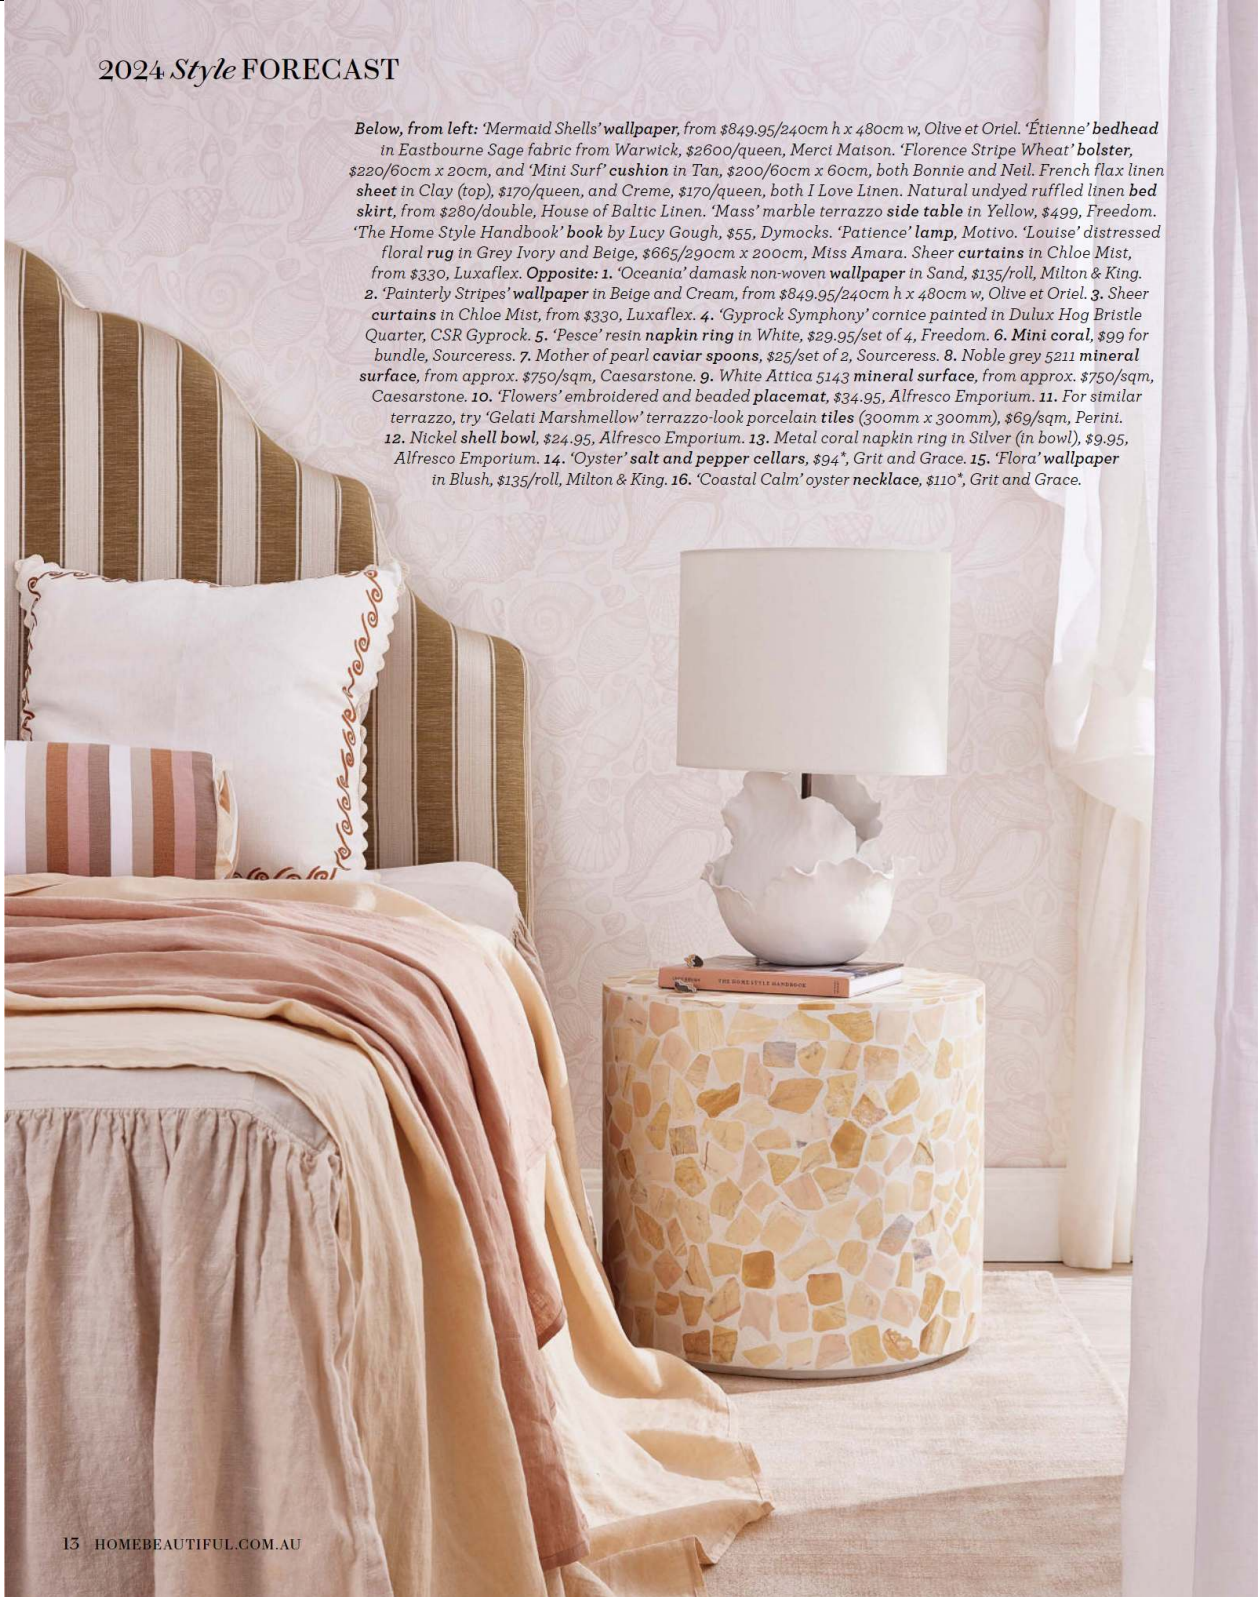 2024 Style FORECAST
Below, from left: ‘Mermaid Shells’ wallpaper, from $849.95/240cm h x 480cm w, Olive et Oriel. ‘Étienne’ bedhead
in Eastbourne Sage fabric from Warwick, $2600/queen, Merci Maison. ‘Florence Stripe Wheat’ bolster,
$220/60cm x 20cm, and ‘Mini Surf’ cushion in Tan, $200/60cm x 60cm, both Bonnie and Neil. French flax linen
sheet in Clay (top), $170/queen, and Creme, $170/queen, both I Love Linen. Natural undyed ruffled linen bed
skirt, from $280/double, House of Baltic Linen. ‘Mass’ marble terrazzo side table in Yellow, $499, Freedom.
‘The Home Style Handbook’ book by Lucy Gough, $55, Dymocks. ‘Patience’ lamp, Motivo. ‘Louise’ distressed
floral rug in Grey Ivory and Beige, $665/290cm x 200cm, Miss Amara. Sheer curtains in Chloe Mist,
from $330, Luxaflex. Opposite: 1. ‘Oceania’ damask non-woven wallpaper in Sand, $135/roll, Milton & King.
2. ‘Painterly Stripes’ wallpaper in Beige and Cream, from $849.95/240cm h x 480cm w, Olive et Oriel. 3. Sheer
curtains in Chloe Mist, from $330, Luxaflex. 4. ‘Gyprock Symphony’ cornice painted in Dulux Hog Bristle
Quarter, CSR Gyprock. 5. ‘Pesce’ resin napkin ring in White, $29.95/set of 4, Freedom. 6. Mini coral, $99 for
bundle, Sourceress. 7. Mother of pearl caviar spoons, $25/set of 2, Sourceress. 8. Noble grey 5211 mineral
surface, from approx. $750/sqm, Caesarstone. 9. White Attica 5143 mineral surface, from approx. $750/sqm,
Caesarstone. 10. ‘Flowers’ embroidered and beaded placemat, $34.95, Alfresco Emporium. 11. For similar
terrazzo, try ‘Gelati Marshmellow’ terrazzo-look porcelain tiles (300mm x 300mm), $69/sqm, Perini.
12. Nickel shell bowl, $24.95, Alfresco Emporium. 13. Metal coral napkin ring in Silver (in bowl), $9.95,
Alfresco Emporium. 14. ‘Oyster’ salt and pepper cellars, $94*, Grit and Grace. 15. ‘Flora’ wallpaper
in Blush, $135/roll, Milton & King. 16. ‘Coastal Calm’ oyster necklace, $110*, Grit and Grace.
THE HOME STYLE HANDBOOK
13 HOMEBEAUTIFUL.COM.AU